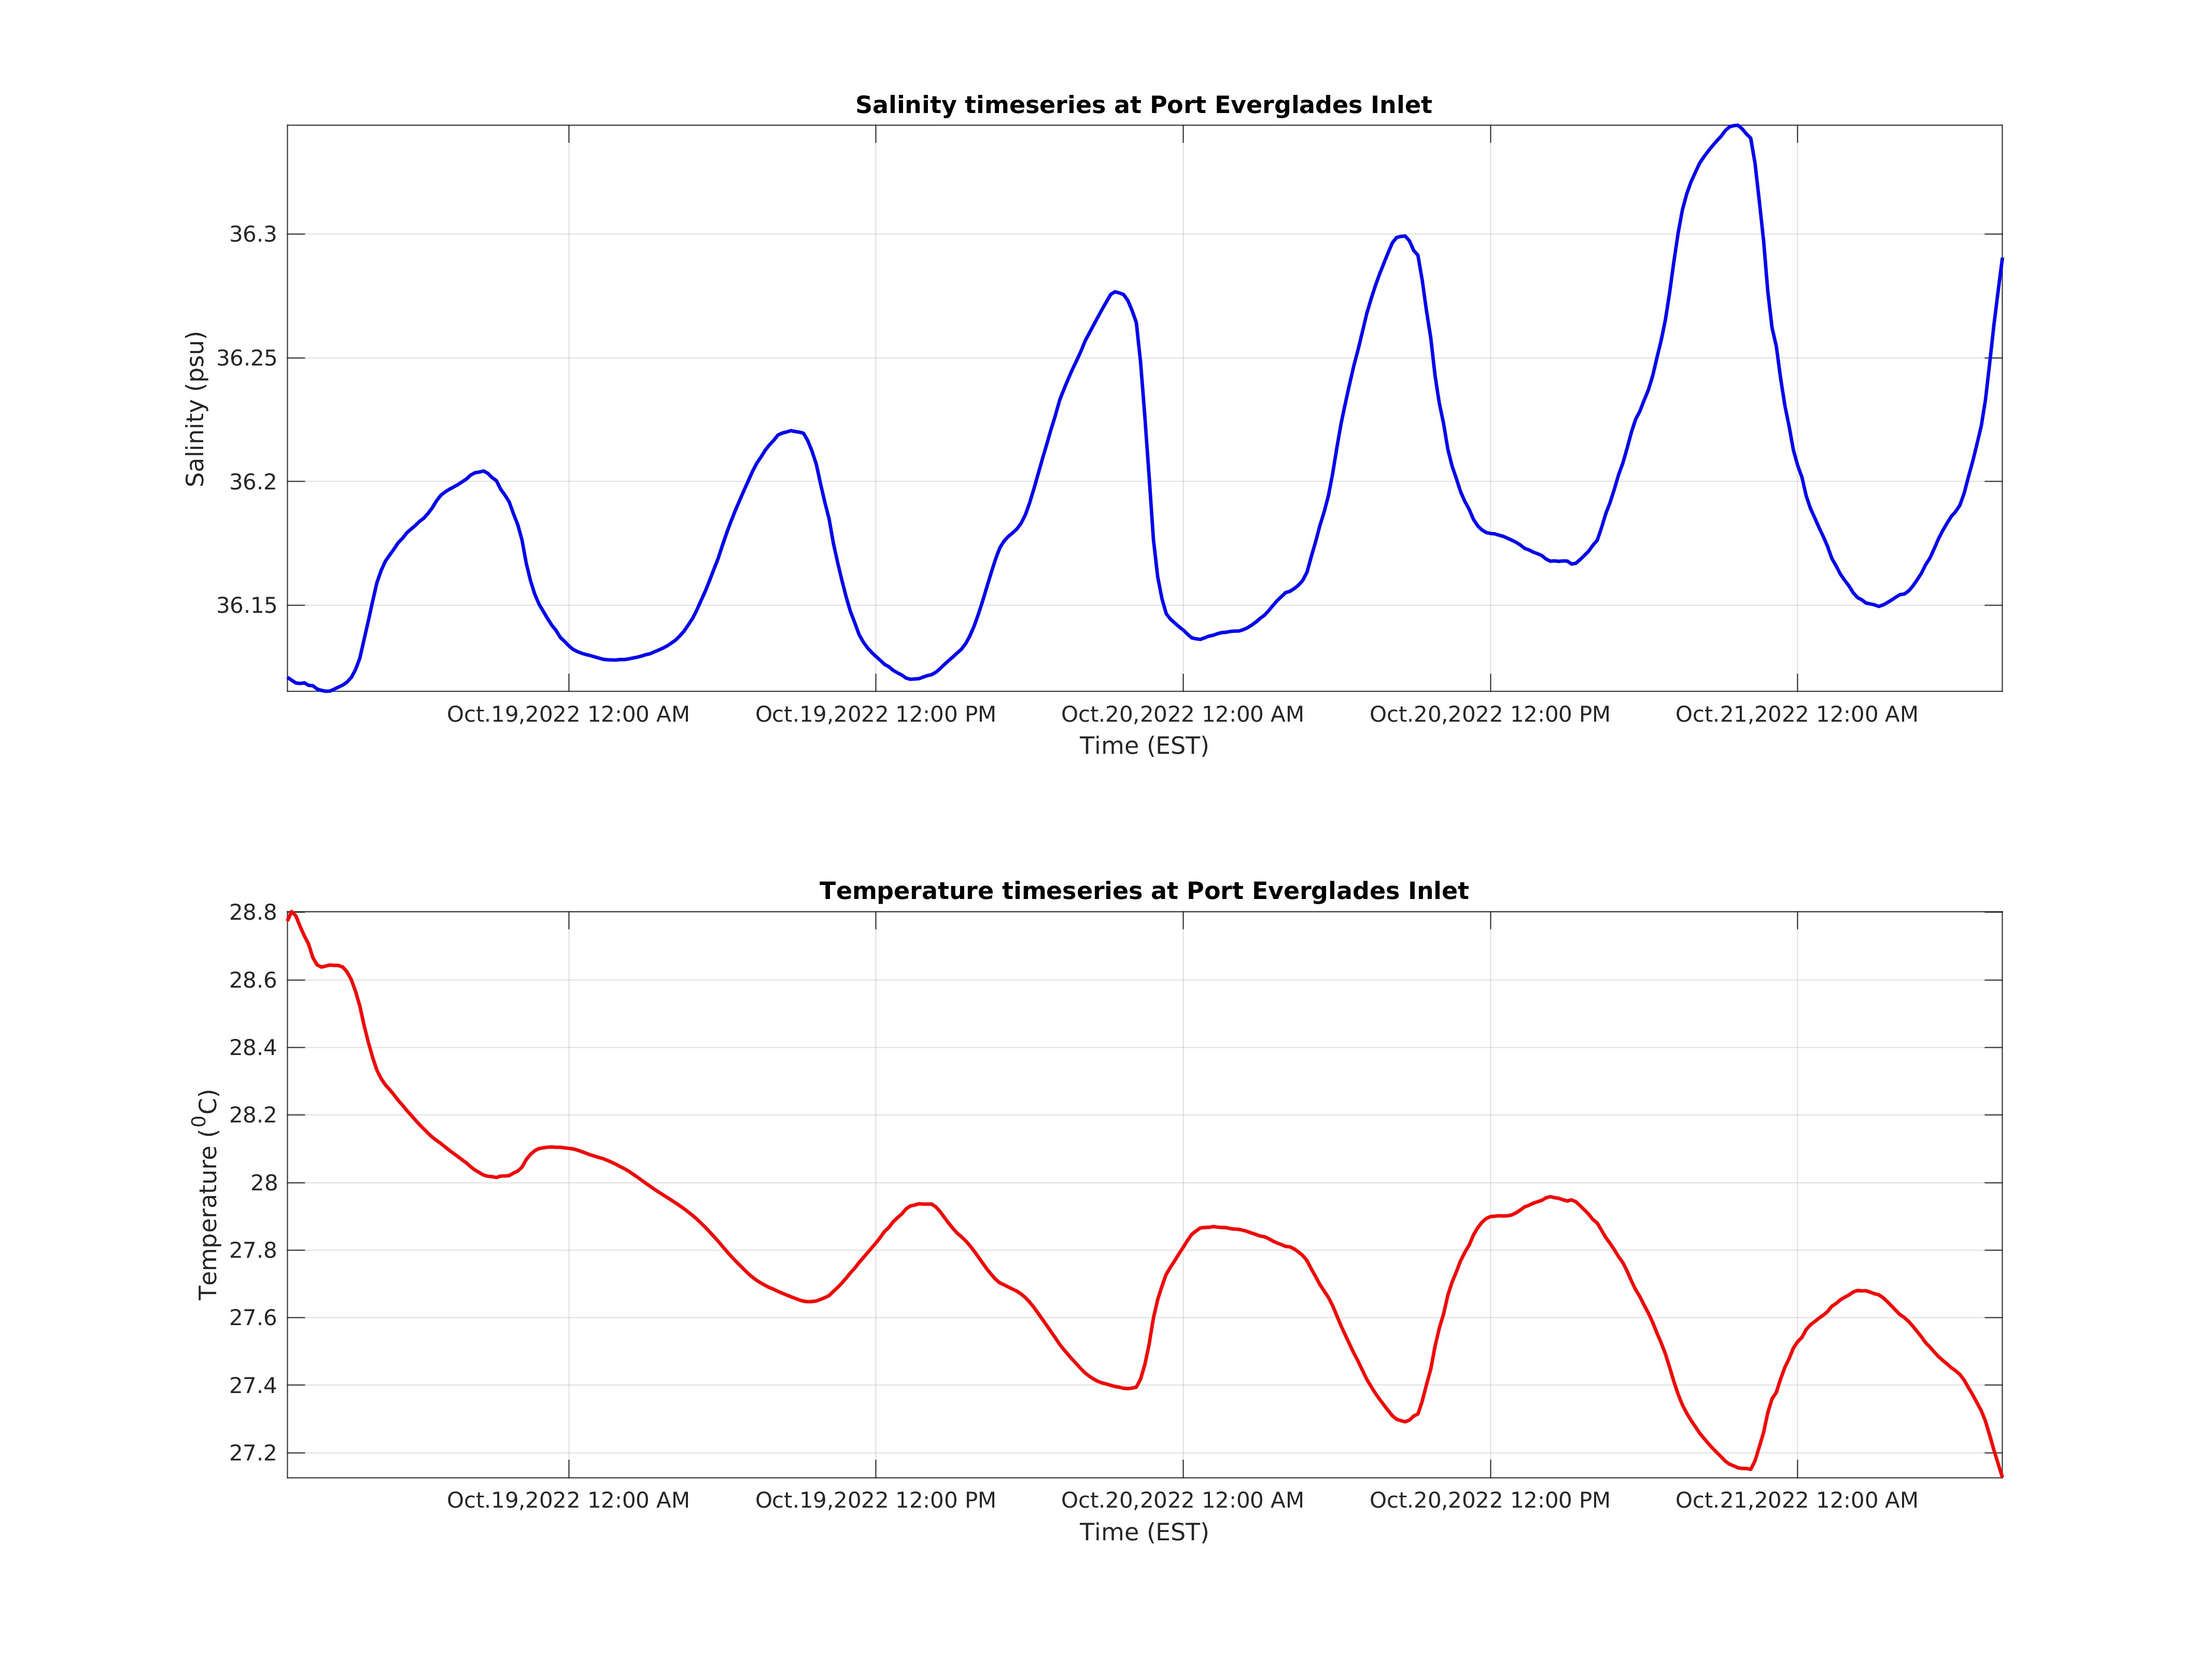 Salinity timeseries at Port Everglades Inlet
Salinity (psu)
36.3
36.25
36.2
36.15
Oct.19,2022 12:00 AM
Oct.19,2022 12:00 PM
Oct.20,2022 12:00 AM
Oct.20,2022 12:00 PM
Oct.21,2022 12:00 AM
Time (EST)
Temperature timeseries at Port Everglades Inlet
Temperature (⁰C)
28.8
28.6
28.4
28.2
28
27.8
27.6
27.4
27.2
Oct.19,2022 12:00 AM
Oct.19,2022 12:00 PM
Oct.20,2022 12:00 AM
Oct.20,2022 12:00 PM
Oct.21,2022 12:00 AM
Time (EST)